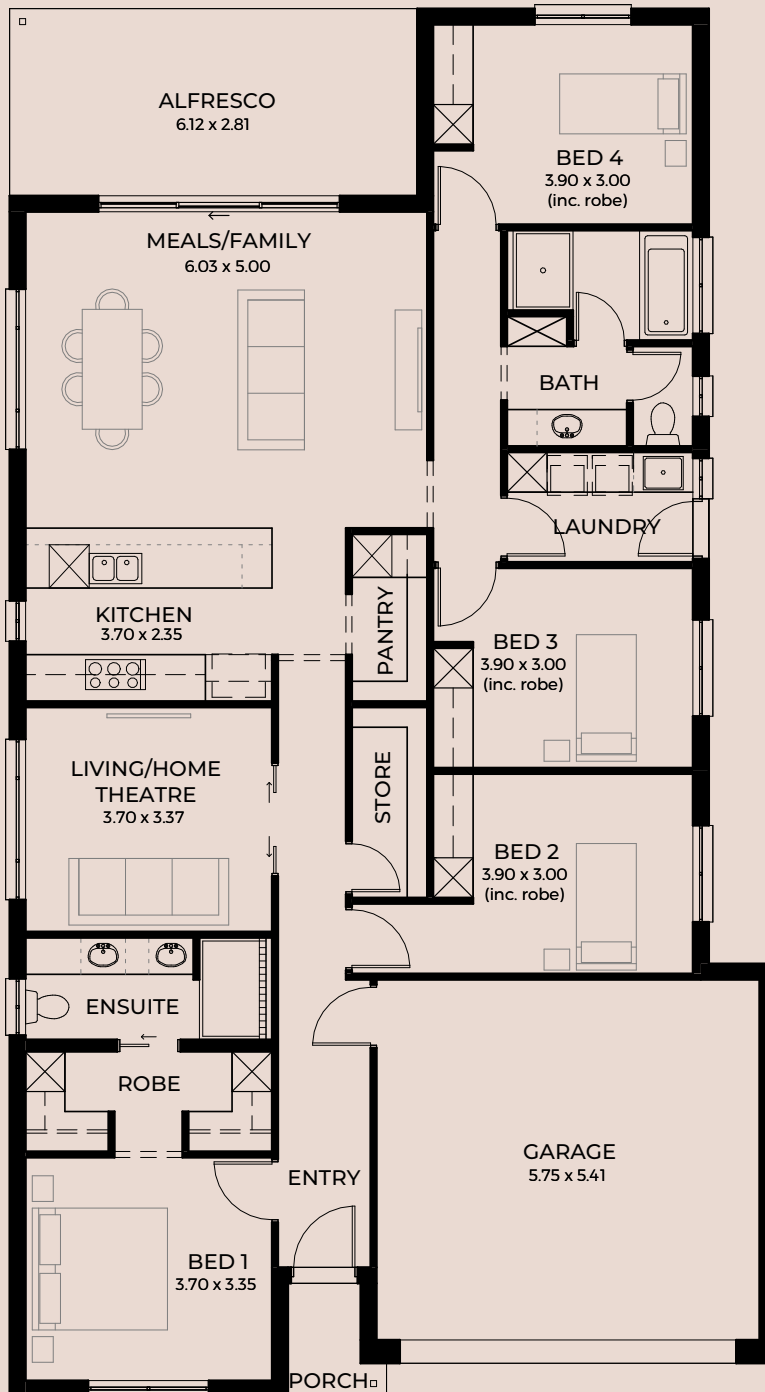 ALFRESCO
6.12 x 2.81
BED 4
3.90 x 3.00
(inc. robe)
MEALS/FAMILY
6.03 x 5.00
BATH
LAUNDRY
KITCHEN
3.70 x 2.35
PANTRY
BED 3
3.90 x 3.00
(inc. robe)
LIVING/HOME
THEATRE
3.70 x 3.37
STORE
BED 2
3.90 x 3.00
(inc. robe)
ENSUITE
ROBE
ENTRY
GARAGE
5.75 x 5.41
BED 1
3.70 x 3.35
PORCH